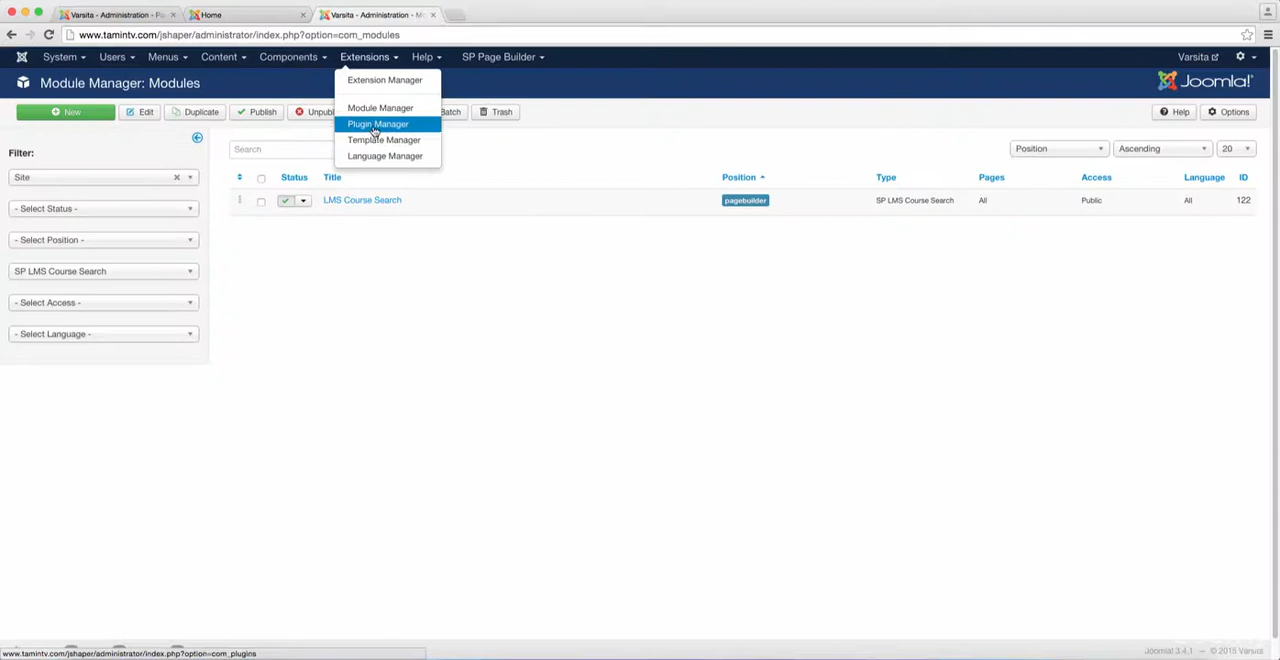 Varsita - Administration - Pl
Home
Varsita - Administration - M
www.tamintv.com/jshaper/administrator/index.php?option=com_modules
System Users Menus Content Components Extensions Help SP Page Builder Varsita
Module Manager: Modules
Joomla!
Extension Manager
New Edit Duplicate Publish Unpubl Batch Trash Help Options
Module Manager
Plugin Manager
Template Manager
Language Manager
Filter:
Search
Position Ascending 20
Site
Status Title Position Type Pages Access Language ID
LMS Course Search pagebuilder SP LMS Course Search All Public All 122
- Select Status -
- Select Position -
SP LMS Course Search
- Select Access -
- Select Language -
www.tamintv.com/jshaper/administrator/index.php?option=com_plugins
Joomla! 3.4.1 — © 2015 Varsita